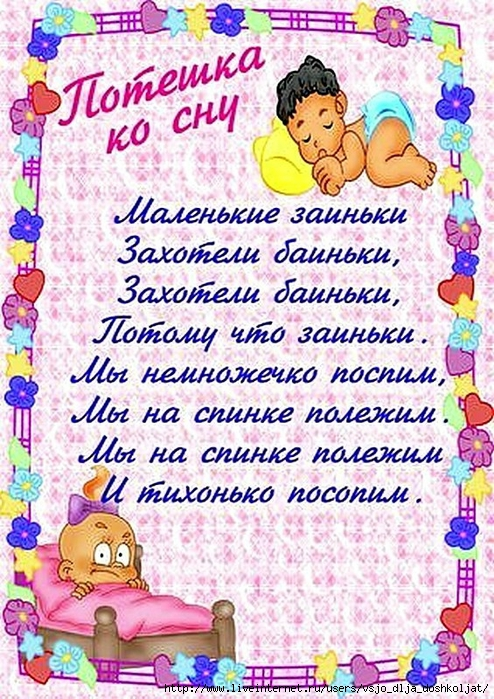 Потешка
ко сну
Маленькие заиньки
Захотели баиньки,
Захотели баиньки,
Потому что заиньки.
Мы немножечко поспим,
Мы на спинке полежим.
Мы на спинке полежим
И тихонько посопим.
http://www.liveinternet.ru/users/vsjo_dlja_doshkoljat/